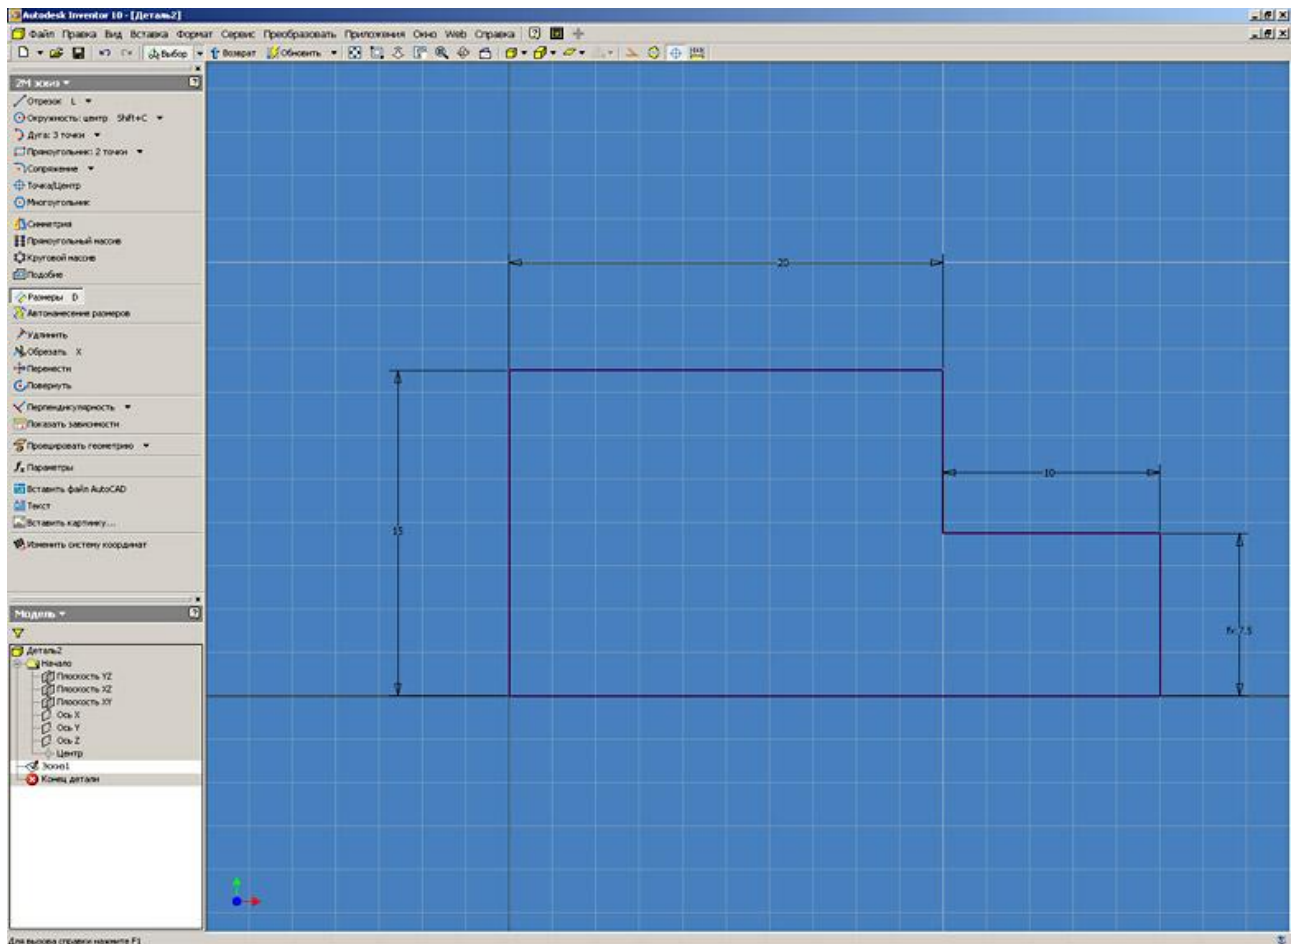 Autodesk Inventor 10 - [Деталь2]
Файл Правка Вид Вставка Формат Сервис Преобразовать Приложения Окно Web Справка
Выбор Возврат Обновить
2М эскиз
Отрезок L
Окружность: центр Shift+C
Дуга: 3 точки
Прямоугольник: 2 точки
Сопряжение
Точка/Центр
Многоугольник
Симметрия
Прямоугольный массив
Круговой массив
Подобие
Размеры D
Автонанесение размеров
Удлинить
Обрезать X
Перенести
Повернуть
Перпендикулярность
Показать зависимости
Проецировать геометрию
fx Параметры
Вставить файл AutoCAD
Текст
Вставить картинку...
Изменить систему координат
20
10
15
fx: 7.5
Модель
Деталь2
Начало
Плоскость YZ
Плоскость XZ
Плоскость XY
Ось X
Ось Y
Ось Z
Центр
Эскиз1
Конец детали
Для вызова справки нажмите F1